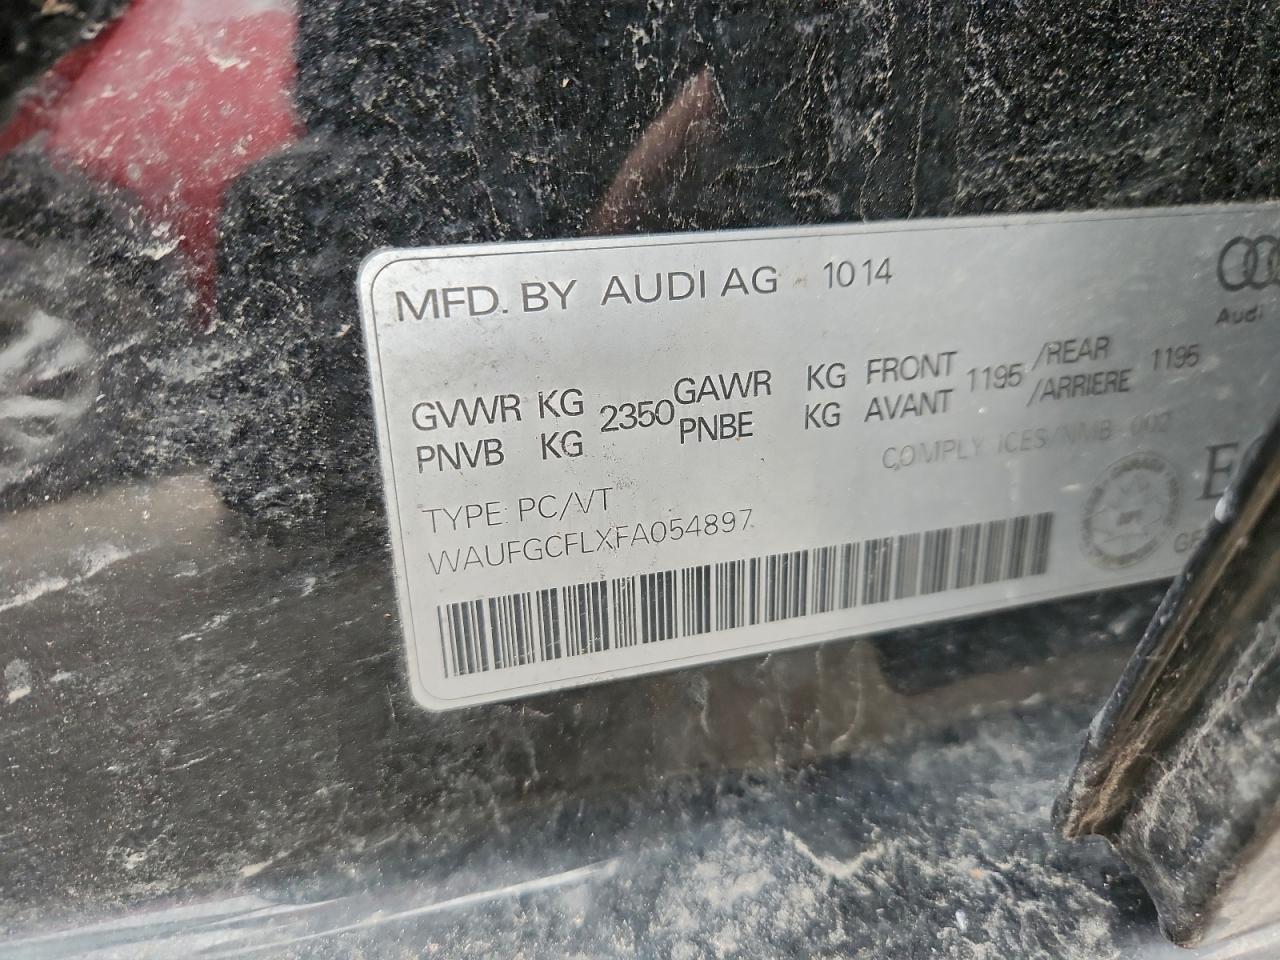 MFD. BY AUDI AG 10 14
Audi
GVWR KG 2350 GAWR KG FRONT 1195 /REAR 1195
PNVB KG PNBE KG AVANT /ARRIERE
COMPLY ICES/NMB-002
TYPE: PC/VT
WAUFGCFLXFA054897